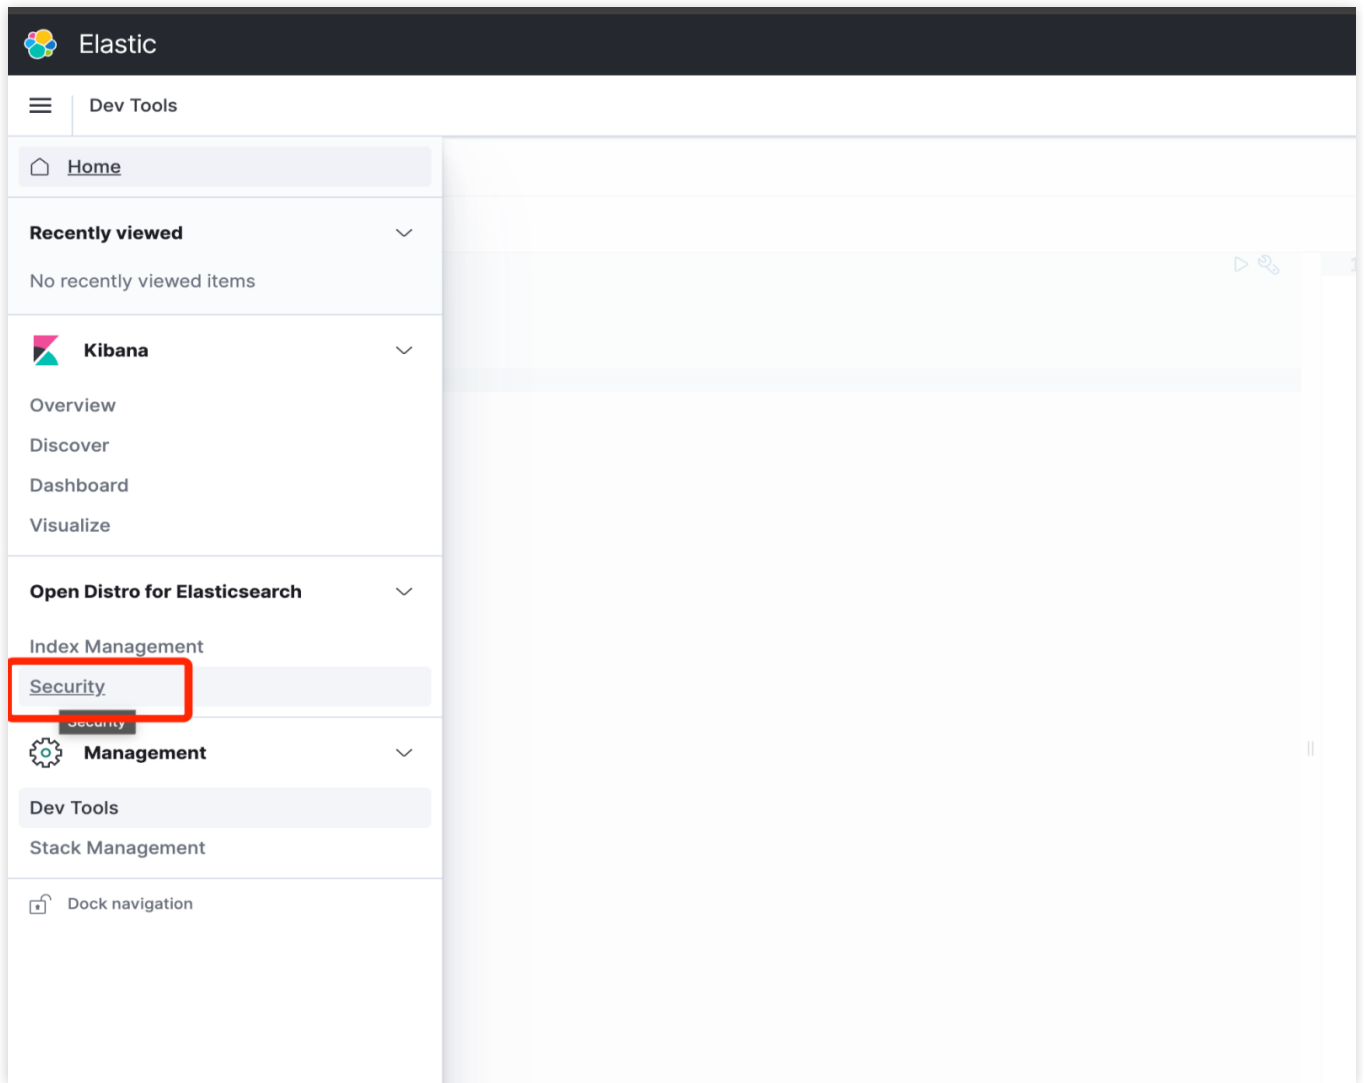 Elastic
Dev Tools
Home
Recently viewed
No recently viewed items
Kibana
Overview
Discover
Dashboard
Visualize
Open Distro for Elasticsearch
Index Management
Security
Security
Management
Dev Tools
Stack Management
Dock navigation